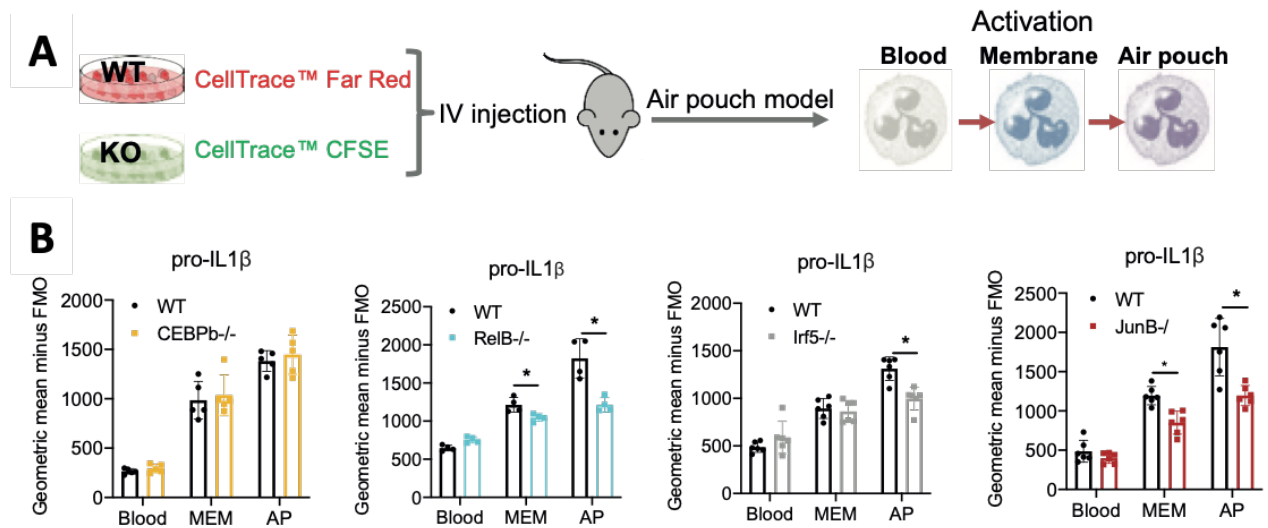 A
WT
CellTrace™ Far Red
KO
CellTrace™ CFSE
IV injection
Air pouch model
Activation
Blood
Membrane
Air pouch
B
pro-IL1β
Geometric mean minus FMO
2000
1500
1000
500
0
WT
CEBPb-/-
Blood
MEM
AP
pro-IL1β
Geometric mean minus FMO
2500
2000
1500
1000
500
0
WT
RelB-/-
*
*
Blood
MEM
AP
pro-IL1β
Geometric mean minus FMO
2000
1500
1000
500
0
WT
Irf5-/-
*
Blood
MEM
AP
pro-IL1β
Geometric mean minus FMO
2500
2000
1500
1000
500
0
WT
JunB-/
*
*
Blood
MEM
AP